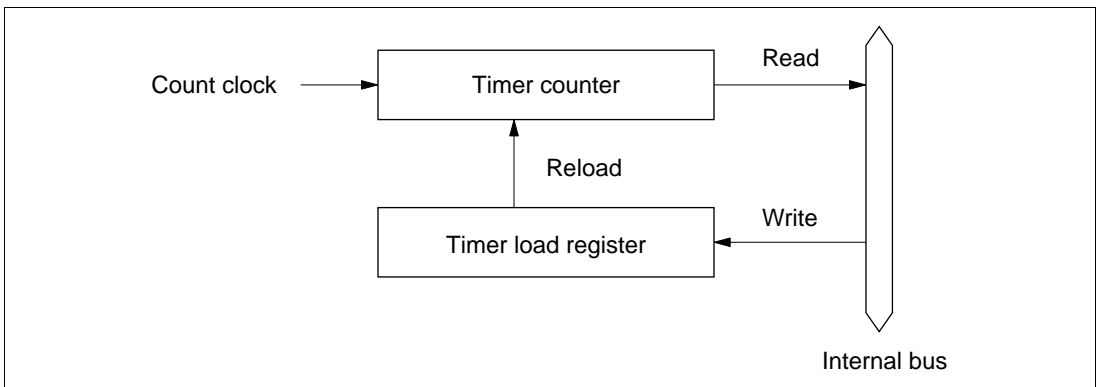 Read
Count clock
Timer counter
Reload
Write
Timer load register
Internal bus